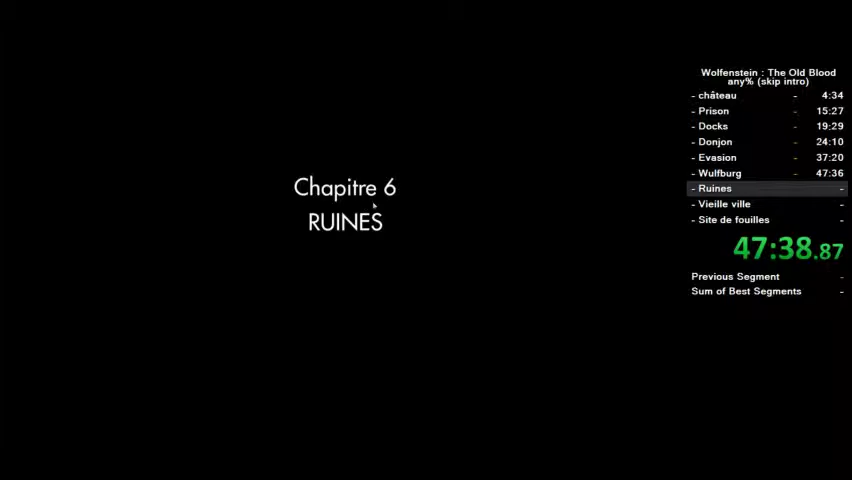 Chapitre 6
RUINES
Wolfenstein : The Old Blood
any% (skip intro)
- château - 4:34
- Prison - 15:27
- Docks - 19:29
- Donjon - 24:10
- Evasion - 37:20
- Wulfburg - 47:36
- Ruines -
- Vieille ville -
- Site de fouilles -
47:38.87
Previous Segment -
Sum of Best Segments -